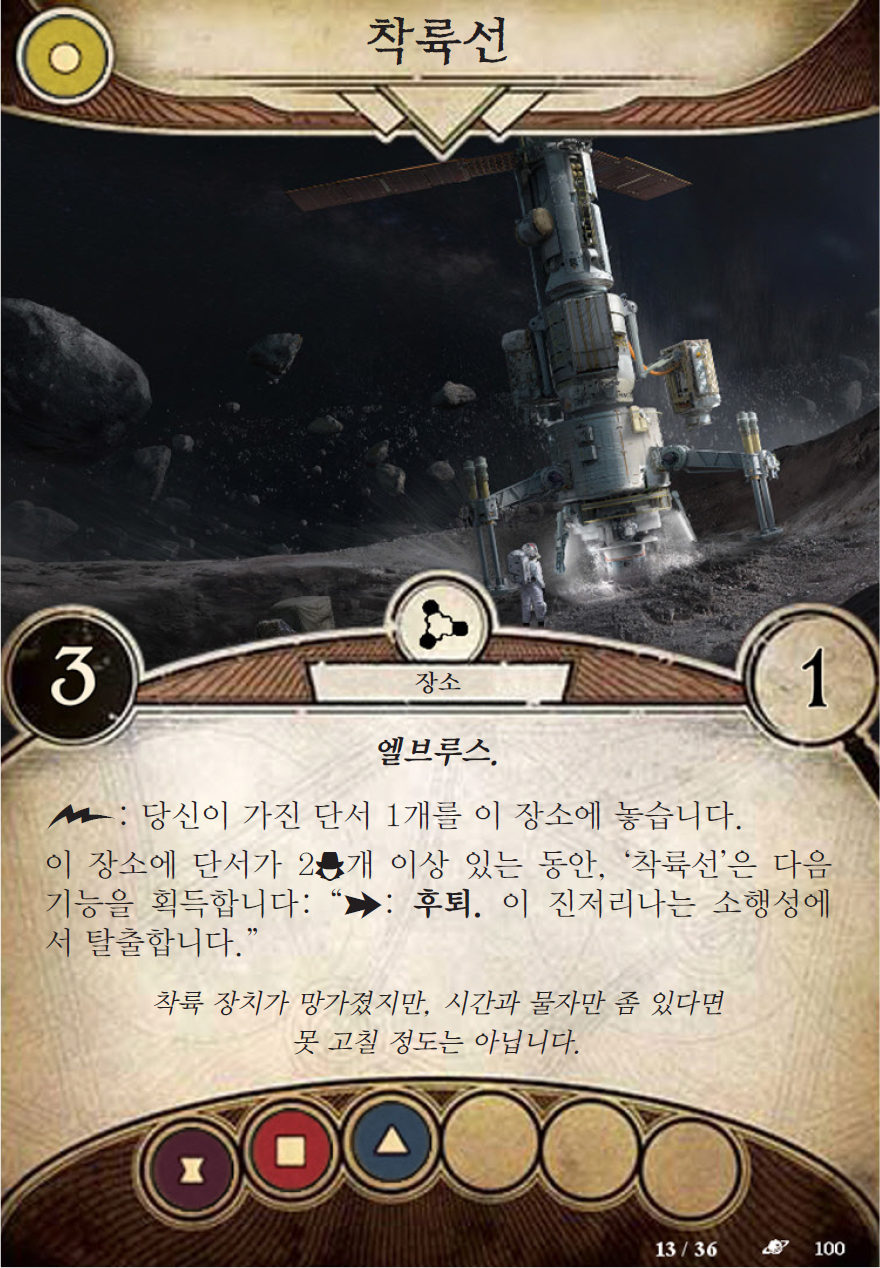 착륙선
3
장소
1
엘브루스.
: 당신이 가진 단서 1개를 이 장소에 놓습니다.
이 장소에 단서가 2개 이상 있는 동안, ‘착륙선’은 다음
기능을 획득합니다: “: 후퇴. 이 진저리나는 소행성에
서 탈출합니다.”
착륙 장치가 망가졌지만, 시간과 물자만 좀 있다면
못 고칠 정도는 아닙니다.
13 / 36 100